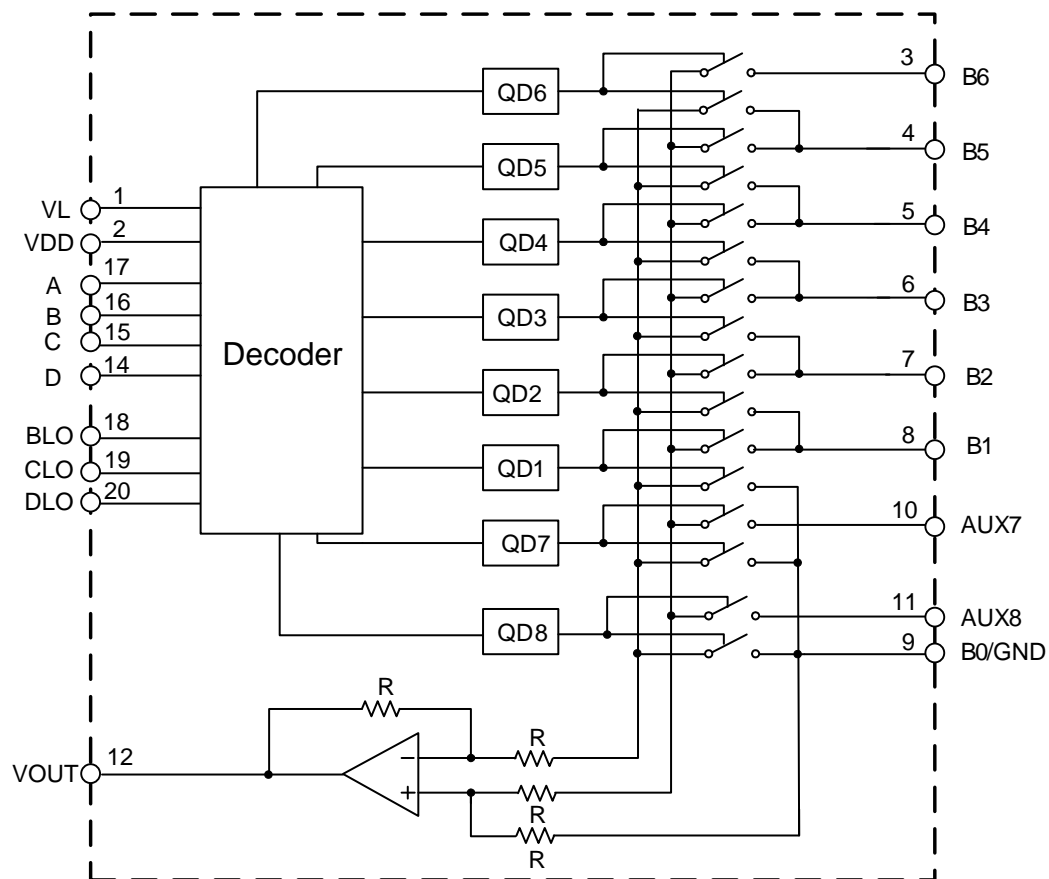 3
B6
QD6
4
B5
QD5
1
VL
5
B4
QD4
2
VDD
17
A
6
B3
QD3
16
B
15
C
Decoder
14
D
7
B2
QD2
18
BLO
8
B1
QD1
19
CLO
20
DLO
10
AUX7
QD7
11
AUX8
QD8
9
B0/GND
R
R
12
VOUT
−
+
R
R